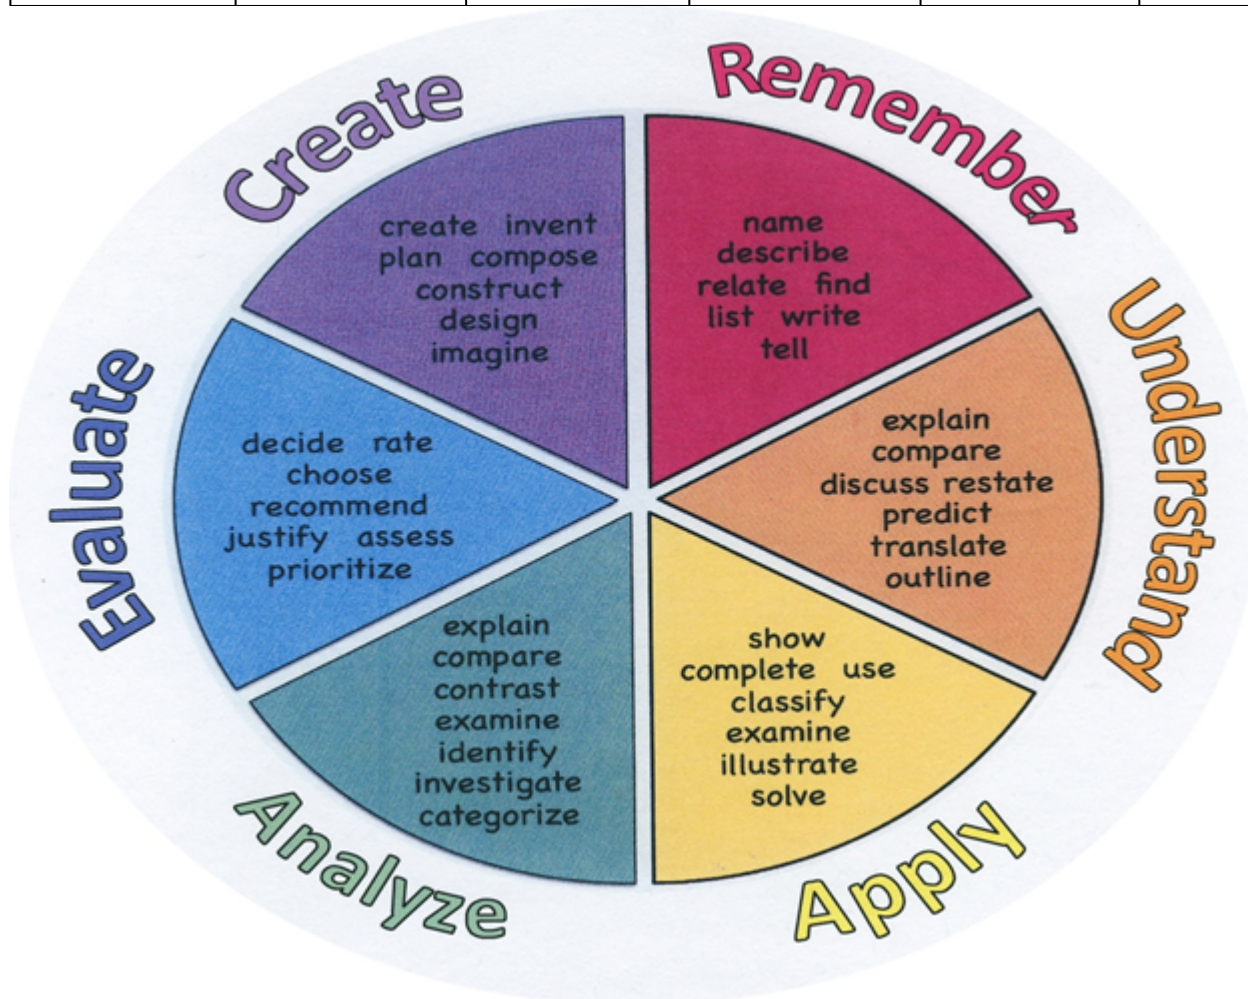 Remember
name
describe
relate find
list write
tell
Understand
explain
compare
discuss restate
predict
translate
outline
Apply
show
complete use
classify
examine
illustrate
solve
Analyze
explain
compare
contrast
examine
identify
investigate
categorize
Evaluate
decide rate
choose
recommend
justify assess
prioritize
Create
create invent
plan compose
construct
design
imagine